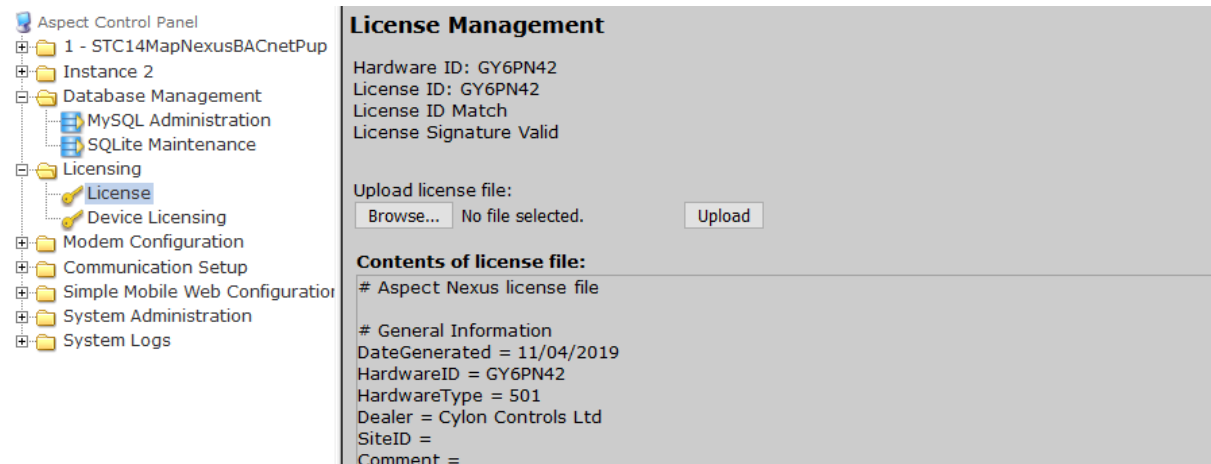 Aspect Control Panel
1 - STC14MapNexusBACnetPup
Instance 2
Database Management
MySQL Administration
SQLite Maintenance
Licensing
License
Device Licensing
Modem Configuration
Communication Setup
Simple Mobile Web Configuration
System Administration
System Logs
License Management
Hardware ID: GY6PN42
License ID: GY6PN42
License ID Match
License Signature Valid
Upload license file:
Browse... No file selected. Upload
Contents of license file:
# Aspect Nexus license file
# General Information
DateGenerated = 11/04/2019
HardwareID = GY6PN42
HardwareType = 501
Dealer = Cylon Controls Ltd
SiteID =
Comment =